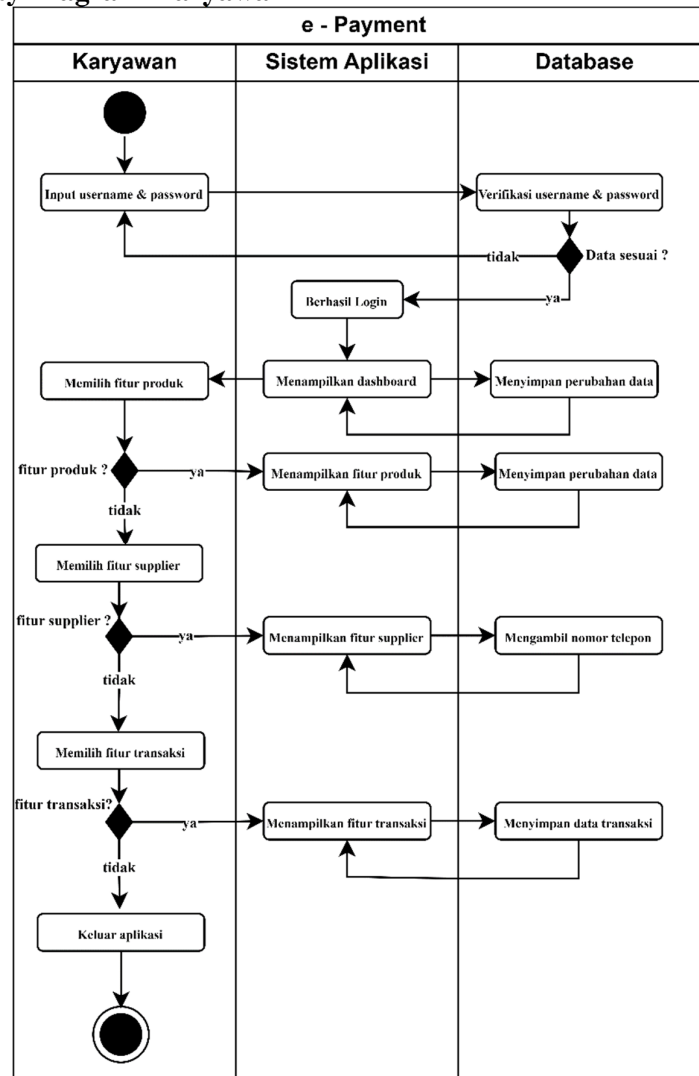 e - Payment
Karyawan Sistem Aplikasi Database
Input username & password
Verifikasi username & password
tidak
Data sesuai ?
ya
Berhasil Login
Memilih fitur produk
Menampilkan dashboard
Menyimpan perubahan data
fitur produk ?
ya
Menampilkan fitur produk
Menyimpan perubahan data
tidak
Memilih fitur supplier
fitur supplier ?
ya
Menampilkan fitur supplier
Mengambil nomor telepon
tidak
Memilih fitur transaksi
fitur transaksi?
ya
Menampilkan fitur transaksi
Menyimpan data transaksi
tidak
Keluar aplikasi